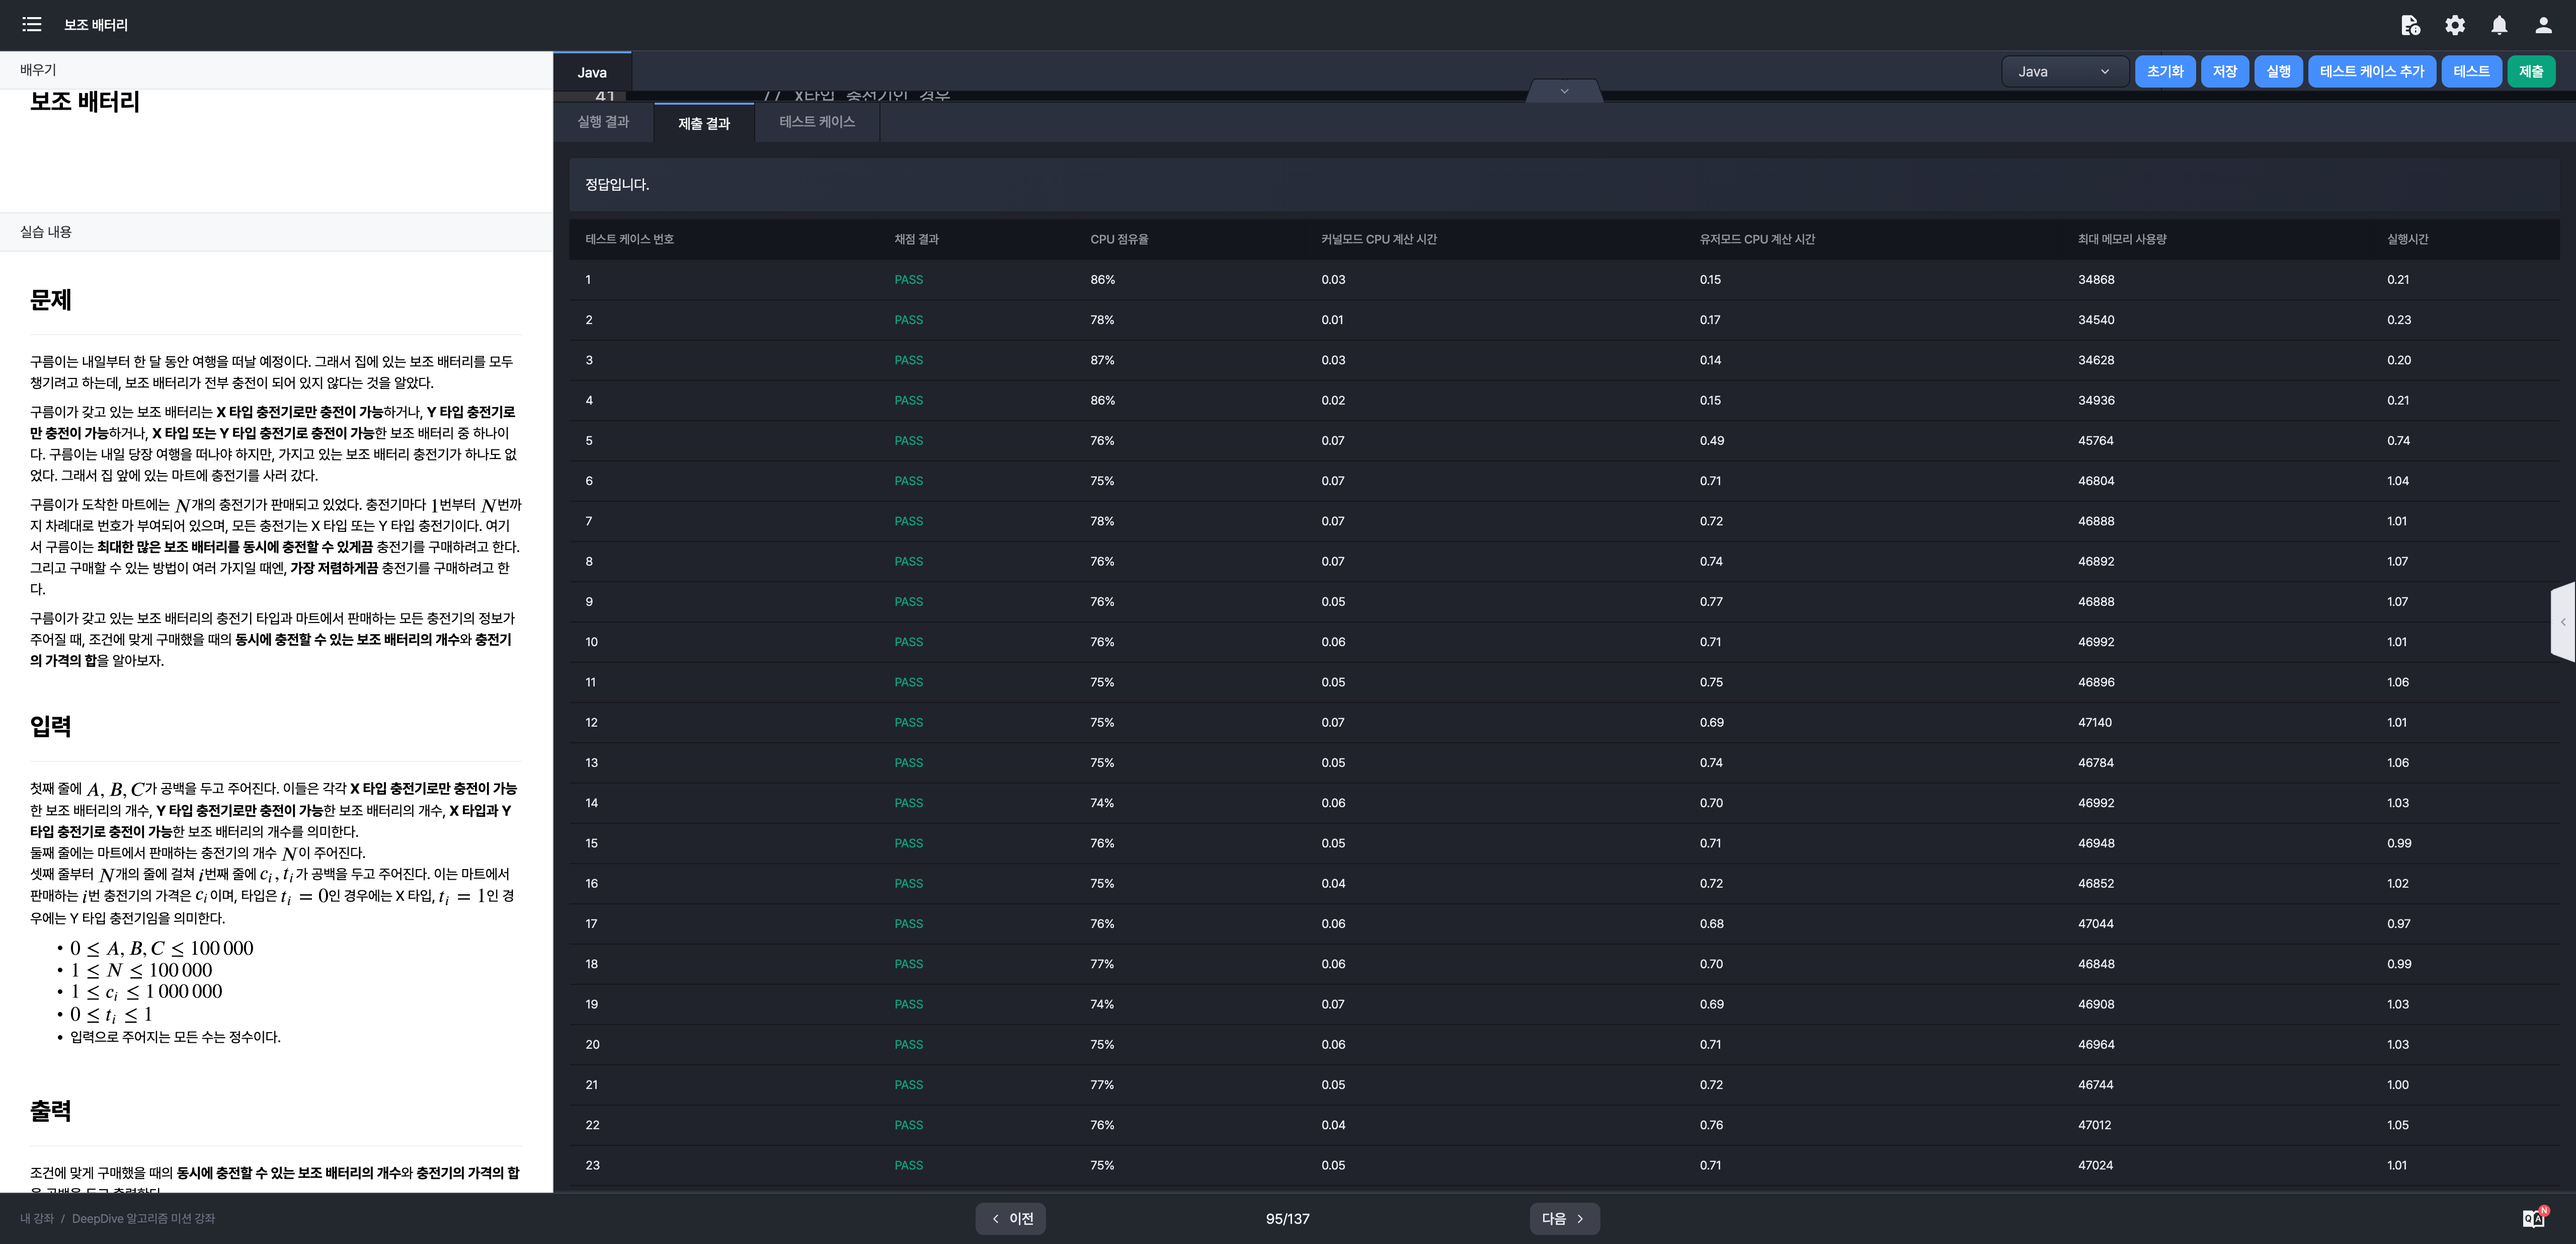 보조 배터리
배우기
보조 배터리
실습 내용
문제
구름이는 내일부터 한 달 동안 여행을 떠날 예정이다. 그래서 집에 있는 보조 배터리를 모두
챙기려고 하는데, 보조 배터리가 전부 충전이 되어 있지 않다는 것을 알았다.
구름이가 갖고 있는 보조 배터리는 X 타입 충전기로만 충전이 가능하거나, Y 타입 충전기로
만 충전이 가능하거나, X 타입 또는 Y 타입 충전기로 충전이 가능한 보조 배터리 중 하나이
다. 구름이는 내일 당장 여행을 떠나야 하지만, 가지고 있는 보조 배터리 충전기가 하나도 없
었다. 그래서 집 앞에 있는 마트에 충전기를 사러 갔다.
구름이가 도착한 마트에는 N개의 충전기가 판매되고 있었다. 충전기마다 1번부터 N번까
지 차례대로 번호가 부여되어 있으며, 모든 충전기는 X 타입 또는 Y 타입 충전기이다. 여기
서 구름이는 최대한 많은 보조 배터리를 동시에 충전할 수 있게끔 충전기를 구매하려고 한다.
그리고 구매할 수 있는 방법이 여러 가지일 때엔, 가장 저렴하게끔 충전기를 구매하려고 한
다.
구름이가 갖고 있는 보조 배터리의 충전기 타입과 마트에서 판매하는 모든 충전기의 정보가
주어질 때, 조건에 맞게 구매했을 때의 동시에 충전할 수 있는 보조 배터리의 개수와 충전기
의 가격의 합을 알아보자.
입력
첫째 줄에 A, B, C가 공백을 두고 주어진다. 이들은 각각 X 타입 충전기로만 충전이 가능
한 보조 배터리의 개수, Y 타입 충전기로만 충전이 가능한 보조 배터리의 개수, X 타입과 Y
타입 충전기로 충전이 가능한 보조 배터리의 개수를 의미한다.
둘째 줄에는 마트에서 판매하는 충전기의 개수 N이 주어진다.
셋째 줄부터 N개의 줄에 걸쳐 i번째 줄에 c_i, t_i가 공백을 두고 주어진다. 이는 마트에서
판매하는 i번 충전기의 가격은 c_i이며, 타입은 t_i = 0인 경우에는 X 타입, t_i = 1인 경
우에는 Y 타입 충전기임을 의미한다.
• 0 ≤ A, B, C ≤ 100 000
• 1 ≤ N ≤ 100 000
• 1 ≤ c_i ≤ 1 000 000
• 0 ≤ t_i ≤ 1
• 입력으로 주어지는 모든 수는 정수이다.
출력
조건에 맞게 구매했을 때의 동시에 충전할 수 있는 보조 배터리의 개수와 충전기의 가격의 합
을 공백을 두고 출력한다.
Java
Java 초기화 저장 실행 테스트 케이스 추가 테스트 제출
41 // X타입 충전기인 경우
실행 결과 제출 결과 테스트 케이스
정답입니다.
테스트 케이스 번호 채점 결과 CPU 점유율 커널모드 CPU 계산 시간 유저모드 CPU 계산 시간 최대 메모리 사용량 실행시간
1 PASS 86% 0.03 0.15 34868 0.21
2 PASS 78% 0.01 0.17 34540 0.23
3 PASS 87% 0.03 0.14 34628 0.20
4 PASS 86% 0.02 0.15 34936 0.21
5 PASS 76% 0.07 0.49 45764 0.74
6 PASS 75% 0.07 0.71 46804 1.04
7 PASS 78% 0.07 0.72 46888 1.01
8 PASS 76% 0.07 0.74 46892 1.07
9 PASS 76% 0.05 0.77 46888 1.07
10 PASS 76% 0.06 0.71 46992 1.01
11 PASS 75% 0.05 0.75 46896 1.06
12 PASS 75% 0.07 0.69 47140 1.01
13 PASS 75% 0.05 0.74 46784 1.06
14 PASS 74% 0.06 0.70 46992 1.03
15 PASS 76% 0.05 0.71 46948 0.99
16 PASS 75% 0.04 0.72 46852 1.02
17 PASS 76% 0.06 0.68 47044 0.97
18 PASS 77% 0.06 0.70 46848 0.99
19 PASS 74% 0.07 0.69 46908 1.03
20 PASS 75% 0.06 0.71 46964 1.03
21 PASS 77% 0.05 0.72 46744 1.00
22 PASS 76% 0.04 0.76 47012 1.05
23 PASS 75% 0.05 0.71 47024 1.01
내 강좌 / DeepDive 알고리즘 미션 강좌
이전 95/137 다음
Q A N